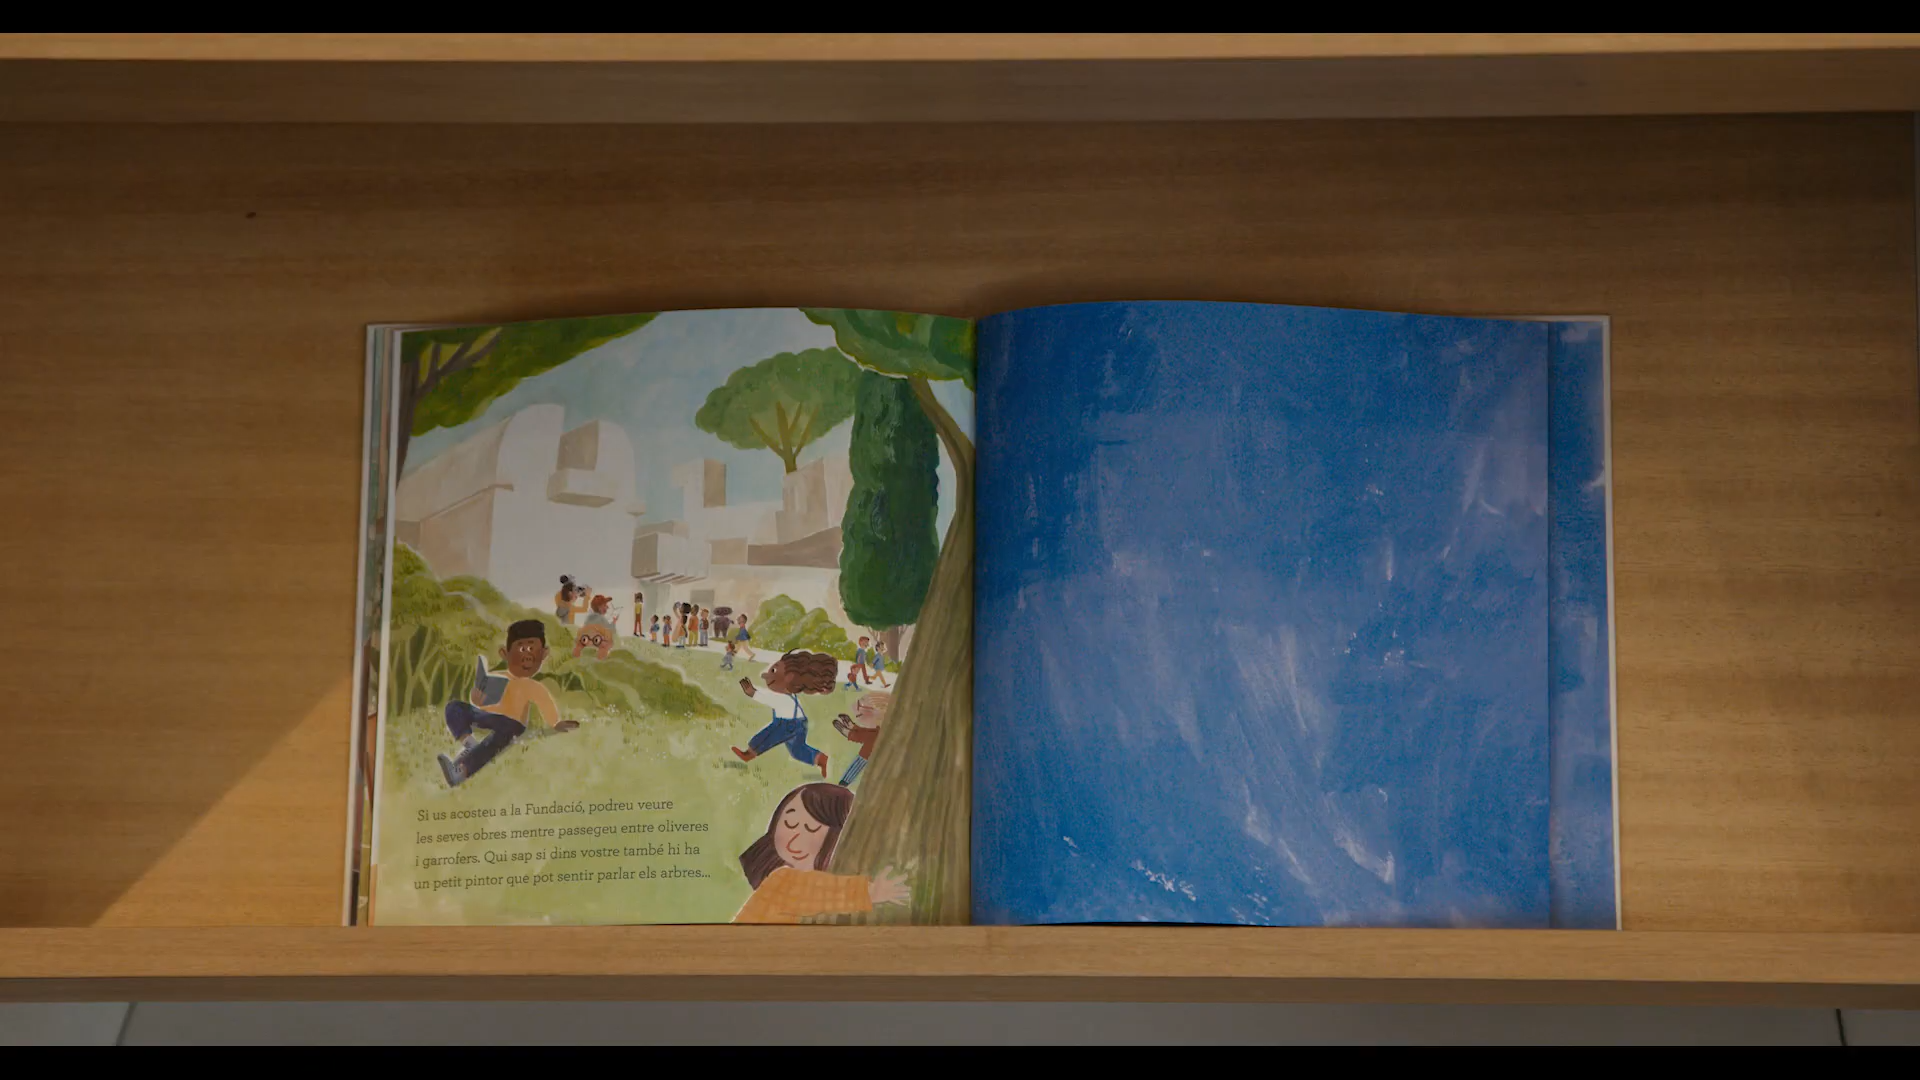 Si us acosteu a la Fundació, podreu veure
les seves obres mentre passegeu entre oliveres
i garrofers. Qui sap si dins vostre també hi ha
un petit pintor que pot sentir parlar els arbres...